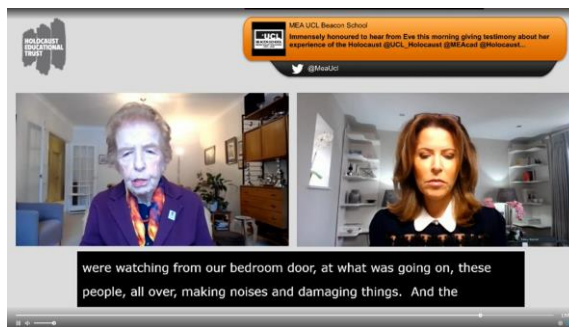 HOLOCAUST
EDUCATIONAL
TRUST
UCL
MEA UCL Beacon School
Immensely honoured to hear from Eve this morning giving testimony about her
experience of the Holocaust @UCL_Holocaust @MEAcad @Holocaust...
@MeaUcl
were watching from our bedroom door, at what was going on, these
people, all over, making noises and damaging things. And the